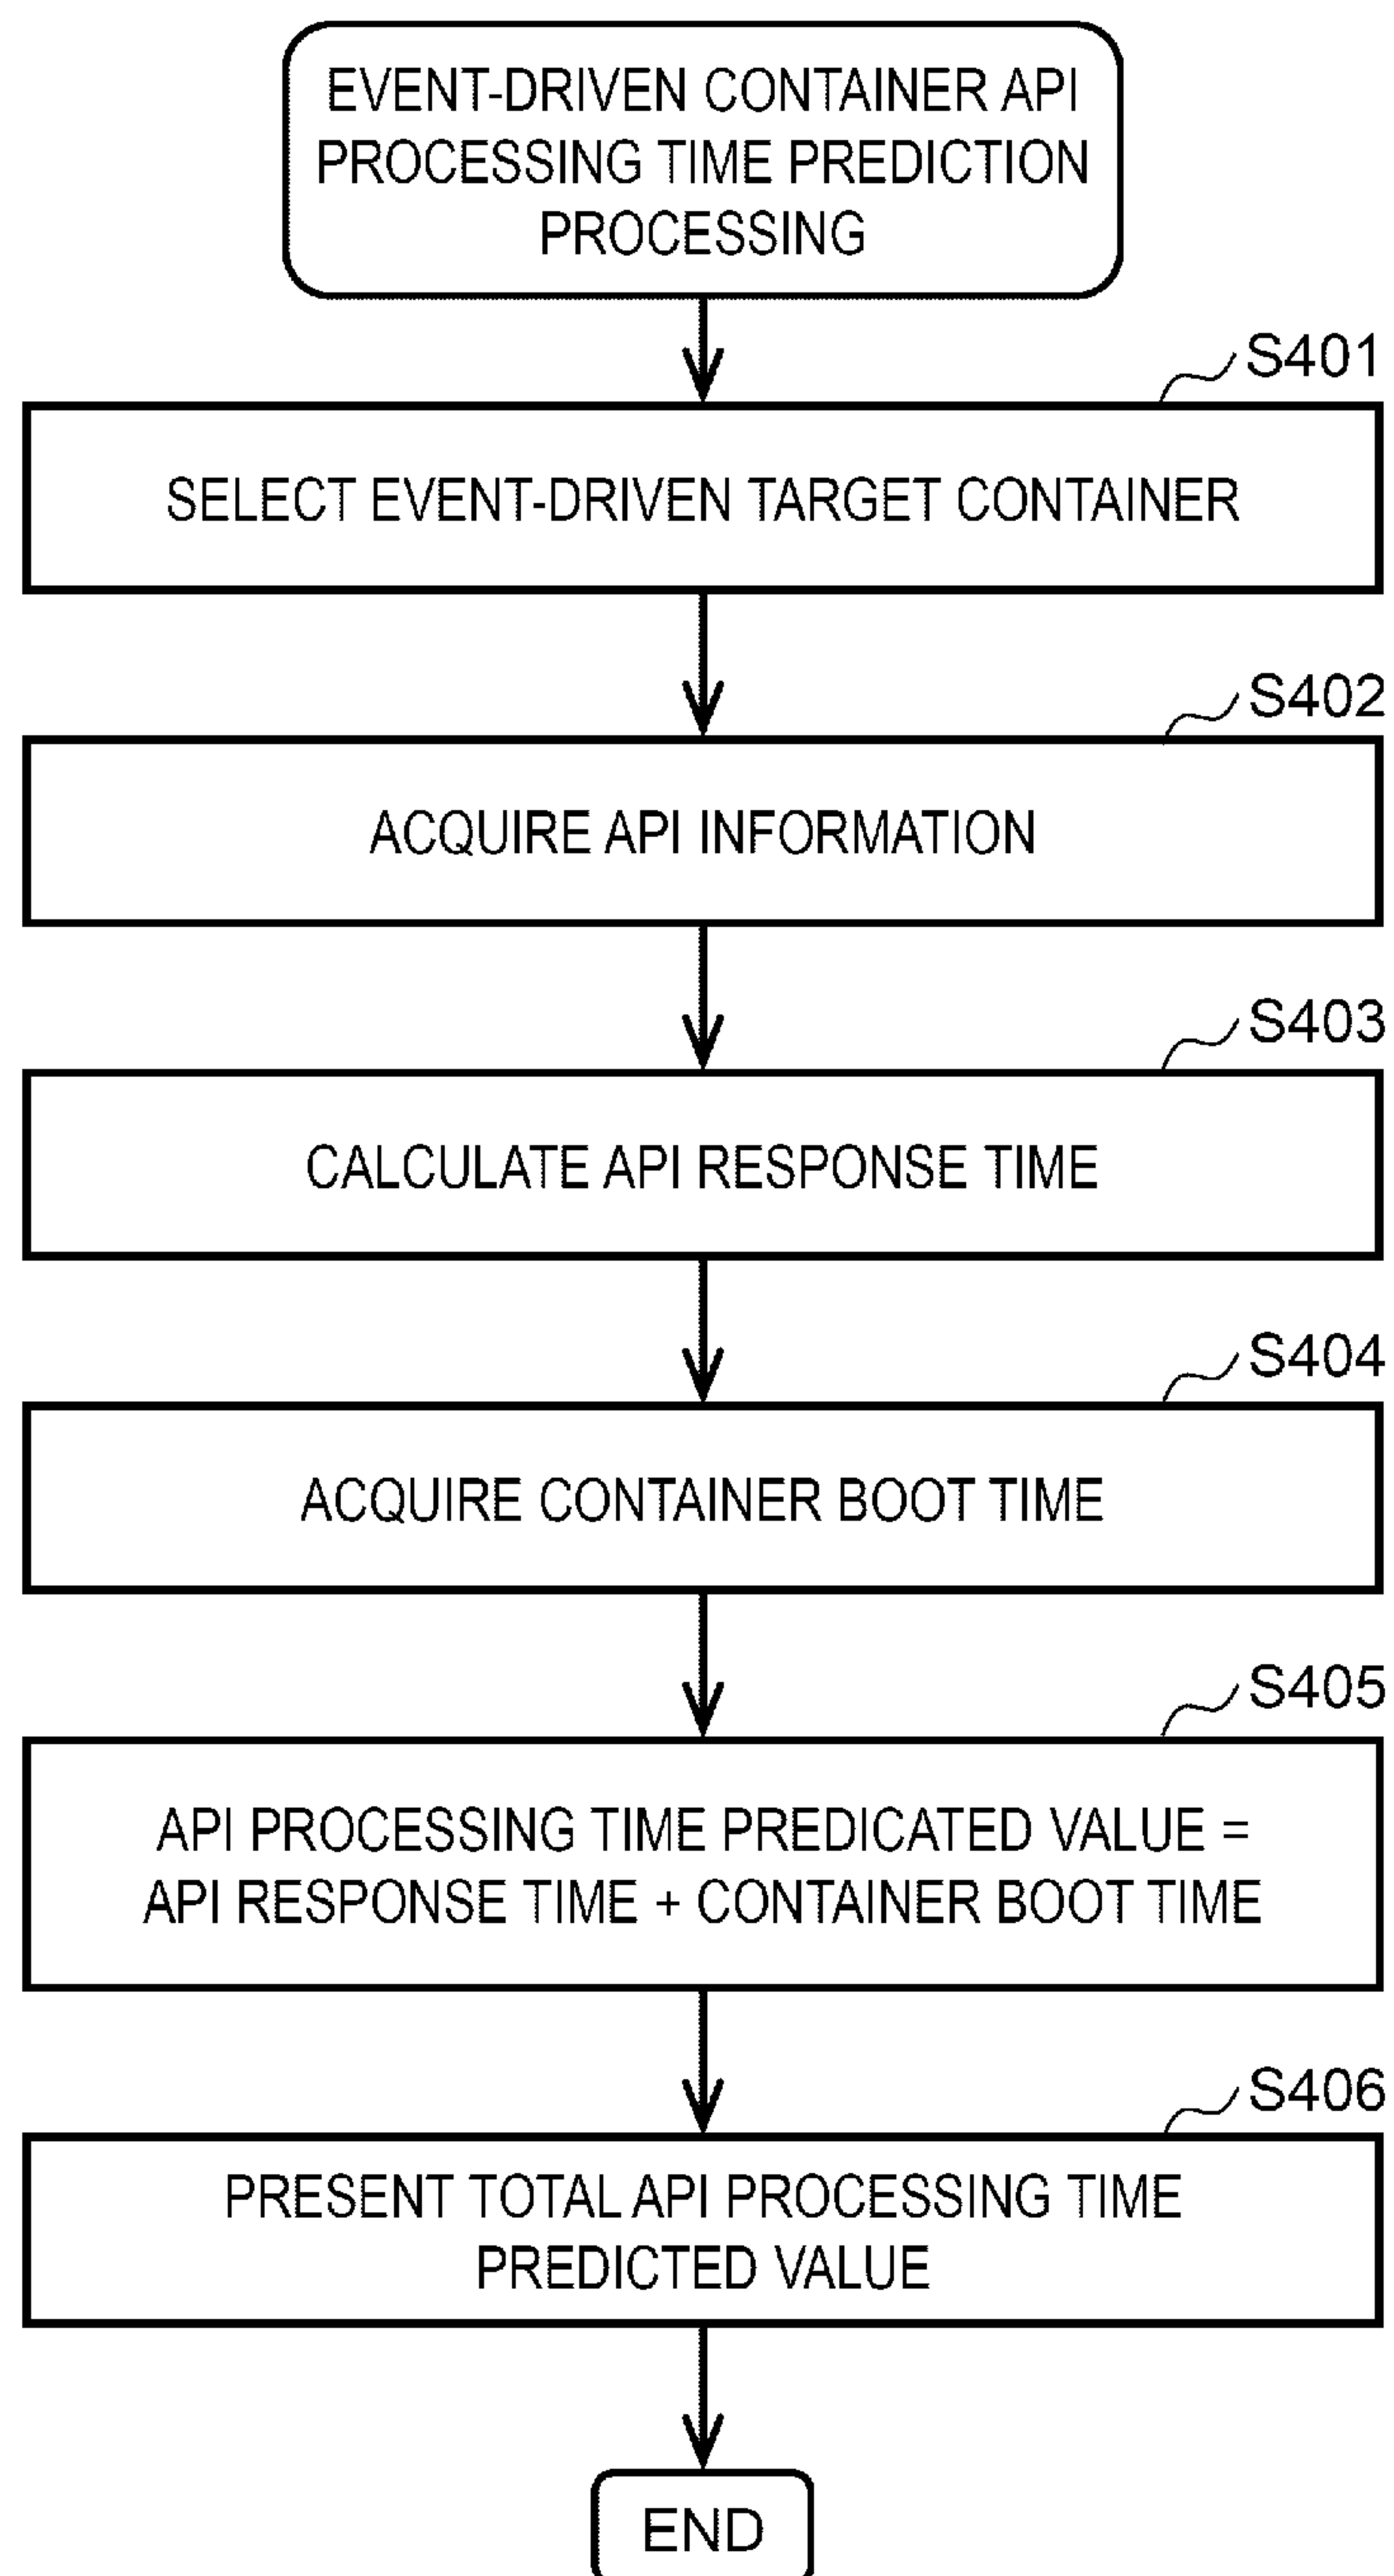 EVENT-DRIVEN CONTAINER API
PROCESSING TIME PREDICTION
PROCESSING
S401
SELECT EVENT-DRIVEN TARGET CONTAINER
S402
ACQUIRE API INFORMATION
S403
CALCULATE API RESPONSE TIME
S404
ACQUIRE CONTAINER BOOT TIME
S405
API PROCESSING TIME PREDICATED VALUE =
API RESPONSE TIME + CONTAINER BOOT TIME
S406
PRESENT TOTAL API PROCESSING TIME
PREDICTED VALUE
END